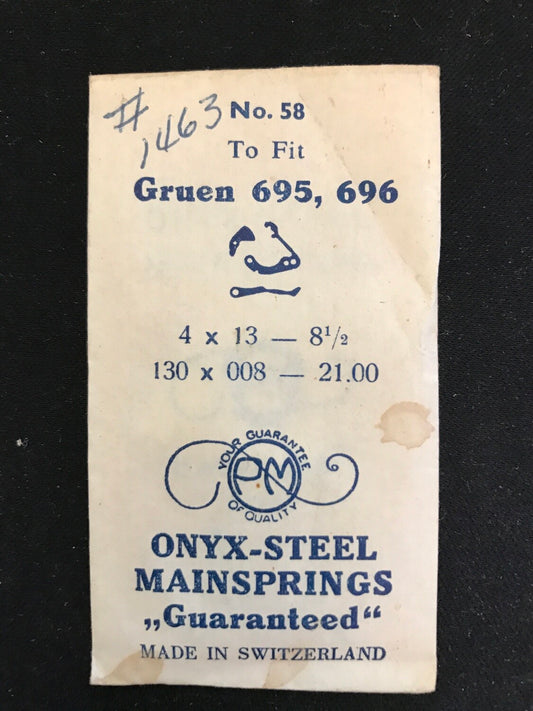 #1463
No. 58
To Fit
Gruen 695, 696
4 x 13 — 8½
130 x 008 — 21.00
YOUR GUARANTEE
PM
OF QUALITY
ONYX-STEEL
MAINSPRINGS
„Guaranteed“
MADE IN SWITZERLAND